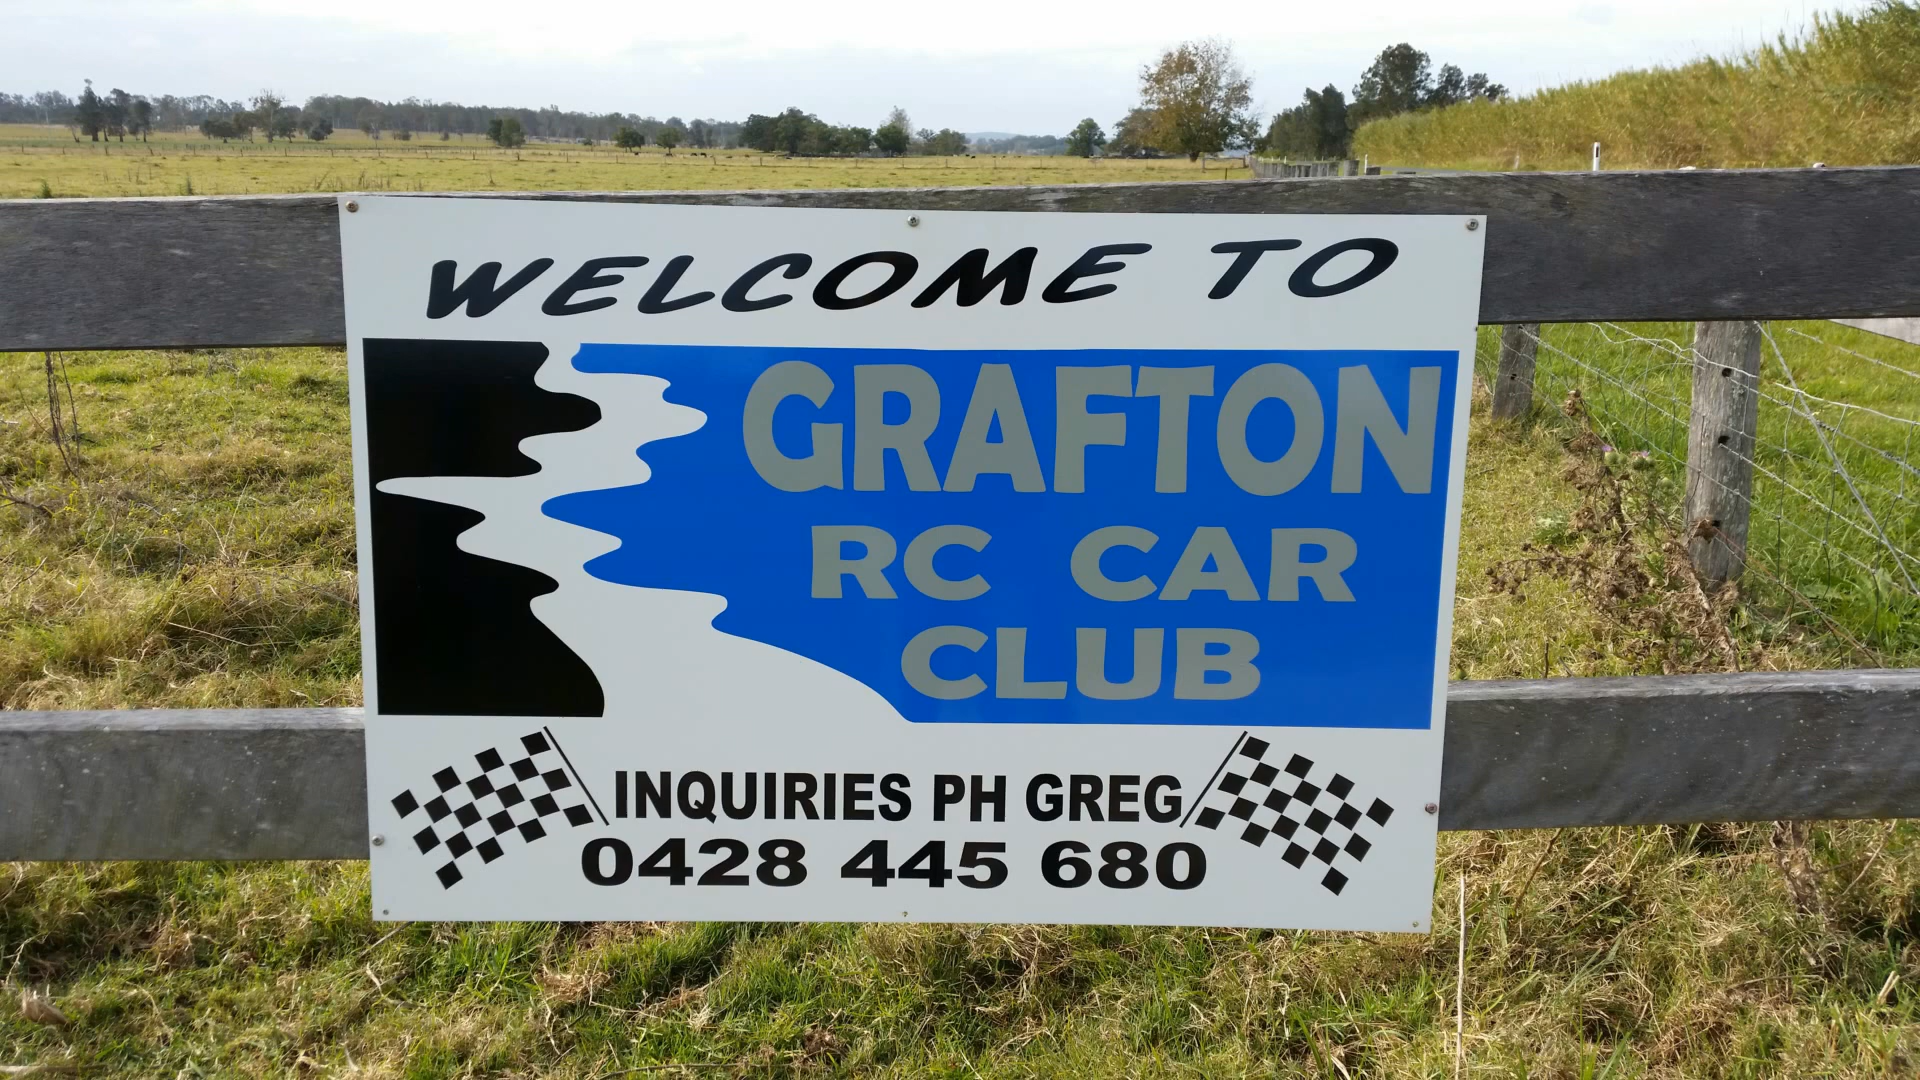 WELCOME TO
GRAFTON
RC CAR
CLUB
INQUIRIES PH GREG
0428 445 680